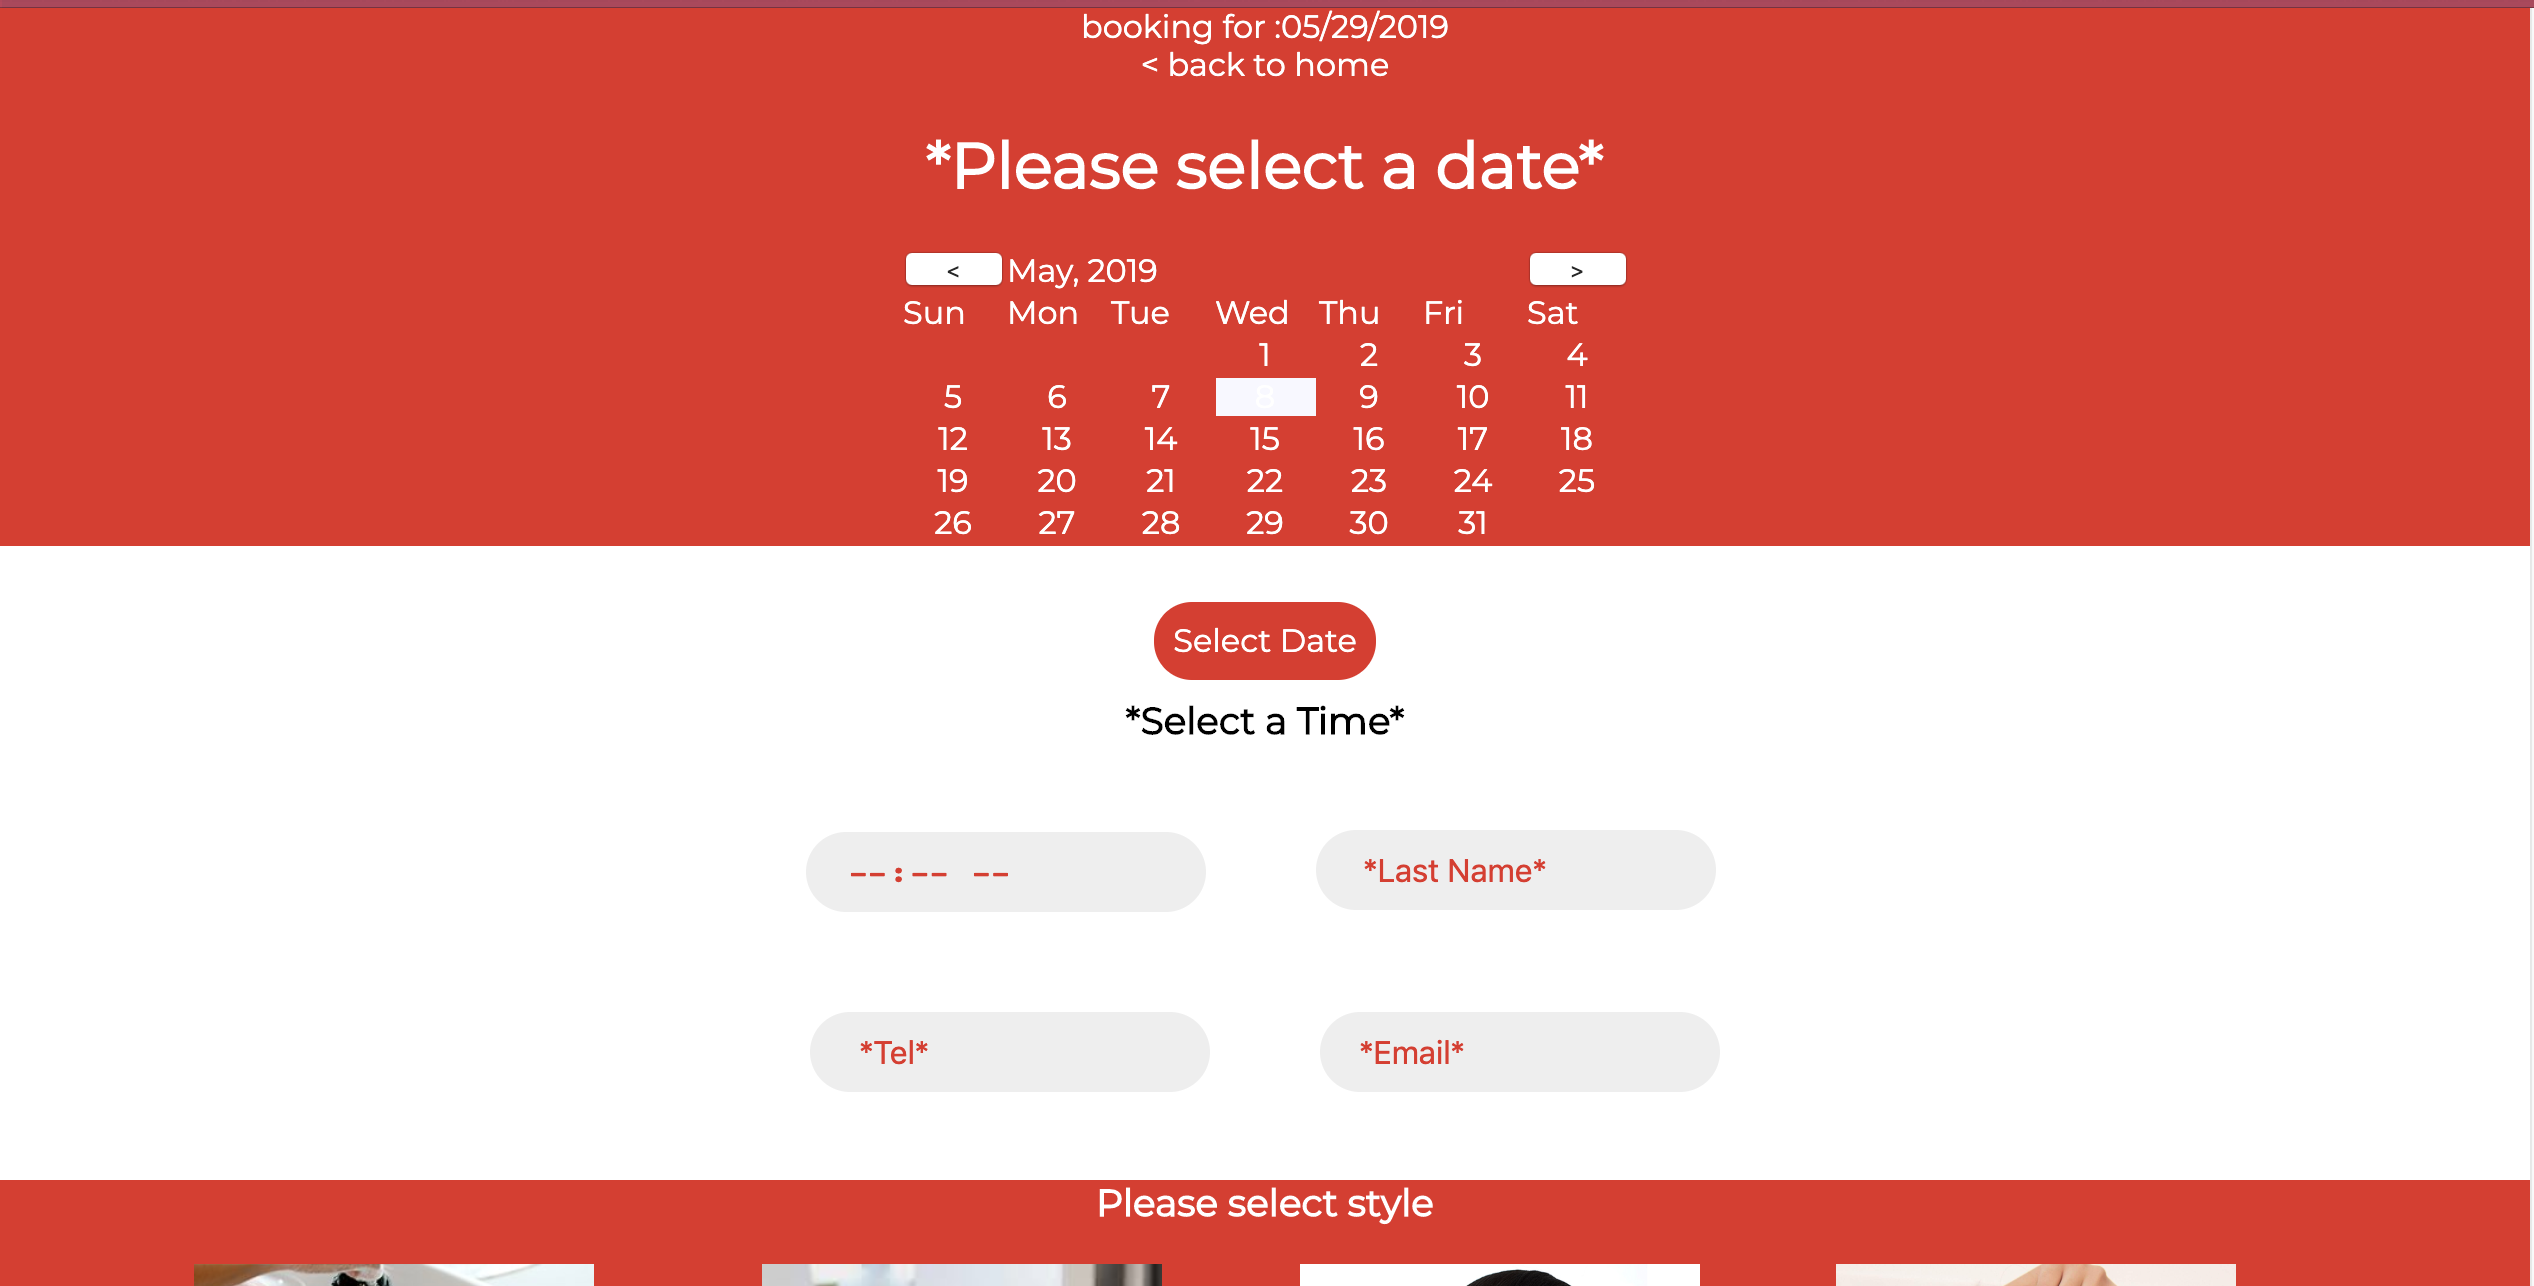 booking for :05/29/2019
< back to home
*Please select a date*
< May, 2019 >
Sun Mon Tue Wed Thu Fri Sat
1 2 3 4
5 6 7 8 9 10 11
12 13 14 15 16 17 18
19 20 21 22 23 24 25
26 27 28 29 30 31
Select Date
*Select a Time*
--:-- -- *Last Name*
*Tel* *Email*
Please select style